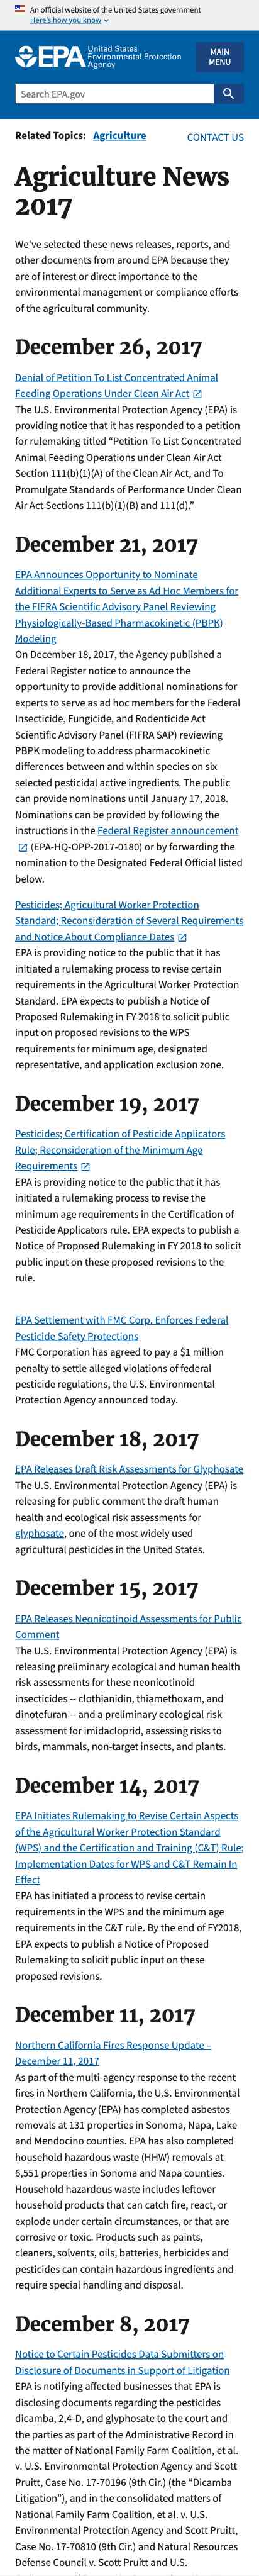 An official website of the United States government
Here's how you know
EPA United States
Environmental Protection
Agency
MAIN
MENU
Search EPA.gov
Related Topics: Agriculture
CONTACT US
Agriculture News
2017
We've selected these news releases, reports, and
other documents from around EPA because they
are of interest or direct importance to the
environmental management or compliance efforts
of the agricultural community.
December 26, 2017
Denial of Petition To List Concentrated Animal
Feeding Operations Under Clean Air Act
The U.S. Environmental Protection Agency (EPA) is
providing notice that it has responded to a petition
for rulemaking titled “Petition To List Concentrated
Animal Feeding Operations under Clean Air Act
Section 111(b)(1)(A) of the Clean Air Act, and To
Promulgate Standards of Performance Under Clean
Air Act Sections 111(b)(1)(B) and 111(d).”
December 21, 2017
EPA Announces Opportunity to Nominate
Additional Experts to Serve as Ad Hoc Members for
the FIFRA Scientific Advisory Panel Reviewing
Physiologically-Based Pharmacokinetic (PBPK)
Modeling
On December 18, 2017, the Agency published a
Federal Register notice to announce the
opportunity to provide additional nominations for
experts to serve as ad hoc members for the Federal
Insecticide, Fungicide, and Rodenticide Act
Scientific Advisory Panel (FIFRA SAP) reviewing
PBPK modeling to address pharmacokinetic
differences between and within species on six
selected pesticidal active ingredients. The public
can provide nominations until January 17, 2018.
Nominations can be provided by following the
instructions in the Federal Register announcement
(EPA-HQ-OPP-2017-0180) or by forwarding the
nomination to the Designated Federal Official listed
below.
Pesticides; Agricultural Worker Protection
Standard; Reconsideration of Several Requirements
and Notice About Compliance Dates
EPA is providing notice to the public that it has
initiated a rulemaking process to revise certain
requirements in the Agricultural Worker Protection
Standard. EPA expects to publish a Notice of
Proposed Rulemaking in FY 2018 to solicit public
input on proposed revisions to the WPS
requirements for minimum age, designated
representative, and application exclusion zone.
December 19, 2017
Pesticides; Certification of Pesticide Applicators
Rule; Reconsideration of the Minimum Age
Requirements
EPA is providing notice to the public that it has
initiated a rulemaking process to revise the
minimum age requirements in the Certification of
Pesticide Applicators rule. EPA expects to publish a
Notice of Proposed Rulemaking in FY 2018 to solicit
public input on these proposed revisions to the
rule.
EPA Settlement with FMC Corp. Enforces Federal
Pesticide Safety Protections
FMC Corporation has agreed to pay a $1 million
penalty to settle alleged violations of federal
pesticide regulations, the U.S. Environmental
Protection Agency announced today.
December 18, 2017
EPA Releases Draft Risk Assessments for Glyphosate
The U.S. Environmental Protection Agency (EPA) is
releasing for public comment the draft human
health and ecological risk assessments for
glyphosate, one of the most widely used
agricultural pesticides in the United States.
December 15, 2017
EPA Releases Neonicotinoid Assessments for Public
Comment
The U.S. Environmental Protection Agency (EPA) is
releasing preliminary ecological and human health
risk assessments for these neonicotinoid
insecticides -- clothianidin, thiamethoxam, and
dinotefuran -- and a preliminary ecological risk
assessment for imidacloprid, assessing risks to
birds, mammals, non-target insects, and plants.
December 14, 2017
EPA Initiates Rulemaking to Revise Certain Aspects
of the Agricultural Worker Protection Standard
(WPS) and the Certification and Training (C&T) Rule;
Implementation Dates for WPS and C&T Remain In
Effect
EPA has initiated a process to revise certain
requirements in the WPS and the minimum age
requirements in the C&T rule. By the end of FY2018,
EPA expects to publish a Notice of Proposed
Rulemaking to solicit public input on these
proposed revisions.
December 11, 2017
Northern California Fires Response Update –
December 11, 2017
As part of the multi-agency response to the recent
fires in Northern California, the U.S. Environmental
Protection Agency (EPA) has completed asbestos
removals at 131 properties in Sonoma, Napa, Lake
and Mendocino counties. EPA has also completed
household hazardous waste (HHW) removals at
6,551 properties in Sonoma and Napa counties.
Household hazardous waste includes leftover
household products that can catch fire, react, or
explode under certain circumstances, or that are
corrosive or toxic. Products such as paints,
cleaners, solvents, oils, batteries, herbicides and
pesticides can contain hazardous ingredients and
require special handling and disposal.
December 8, 2017
Notice to Certain Pesticides Data Submitters on
Disclosure of Documents in Support of Litigation
EPA is notifying affected businesses that EPA is
disclosing documents regarding the pesticides
dicamba, 2,4-D, and glyphosate to the court and
the parties as part of the Administrative Record in
the matter of National Family Farm Coalition, et al.
v. U.S. Environmental Protection Agency and Scott
Pruitt, Case No. 17-70196 (9th Cir.) (the “Dicamba
Litigation”), and in the consolidated matters of
National Family Farm Coalition, et al. v. U.S.
Environmental Protection Agency and Scott Pruitt,
Case No. 17-70810 (9th Cir.) and Natural Resources
Defense Council v. Scott Pruitt and U.S.